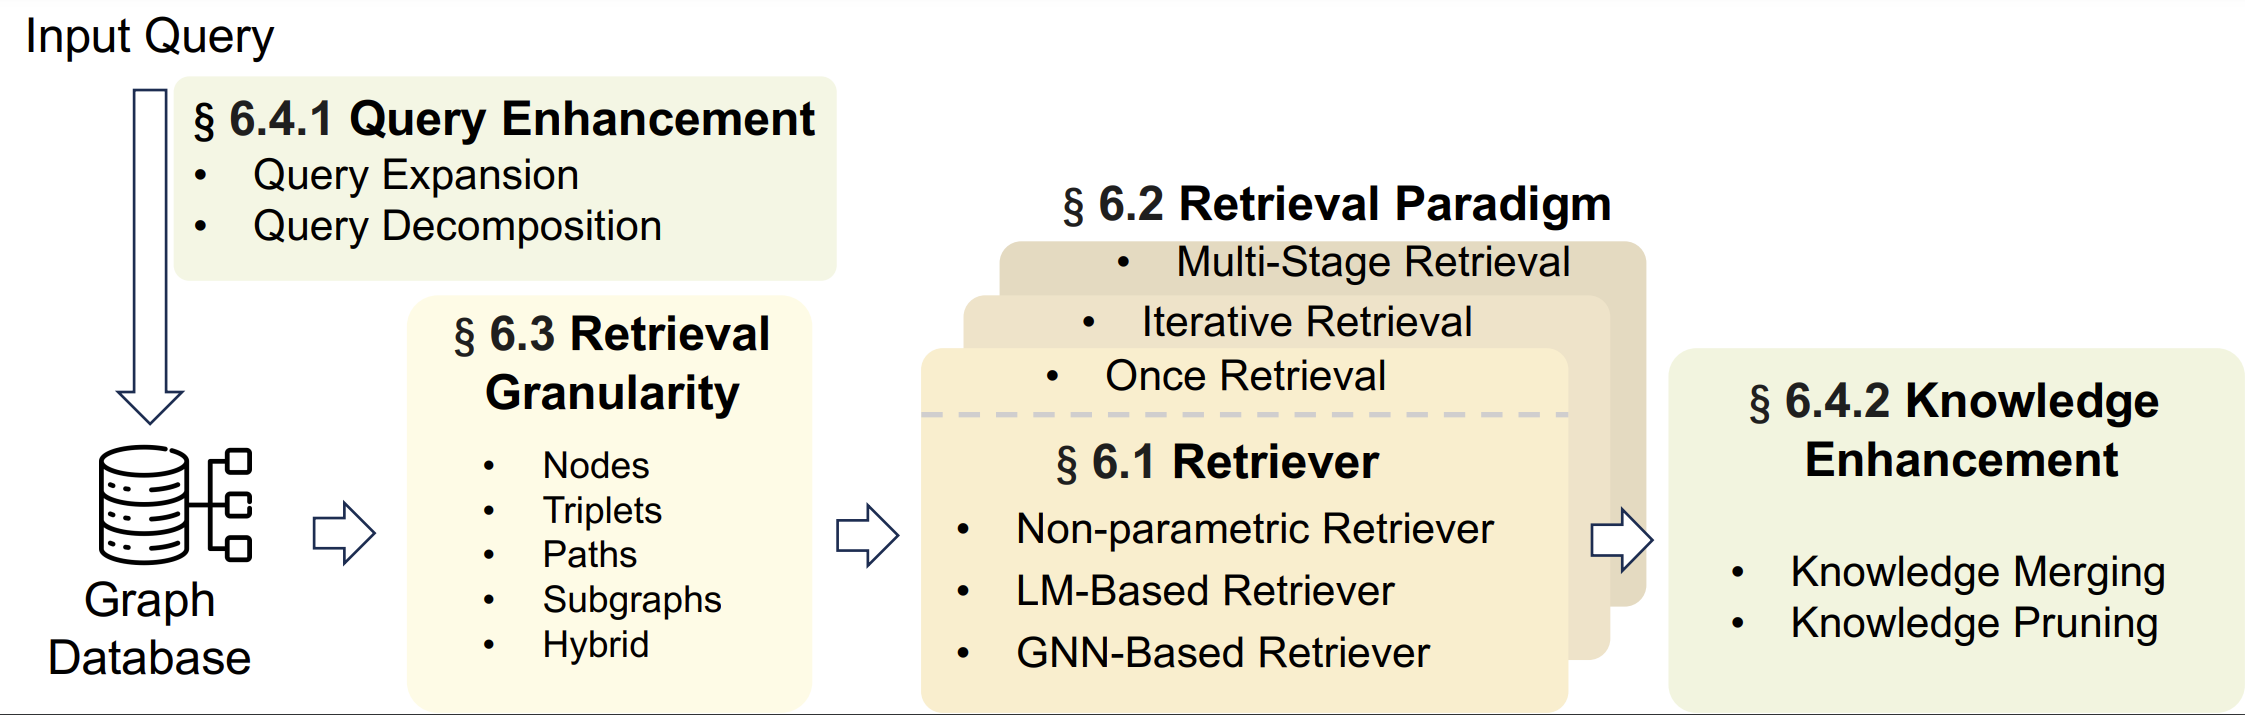 Input Query
§ 6.4.1 Query Enhancement
• Query Expansion
• Query Decomposition
Graph
Database
§ 6.3 Retrieval
Granularity
• Nodes
• Triplets
• Paths
• Subgraphs
• Hybrid
§ 6.2 Retrieval Paradigm
• Multi-Stage Retrieval
• Iterative Retrieval
• Once Retrieval
§ 6.1 Retriever
• Non-parametric Retriever
• LM-Based Retriever
• GNN-Based Retriever
§ 6.4.2 Knowledge
Enhancement
• Knowledge Merging
• Knowledge Pruning